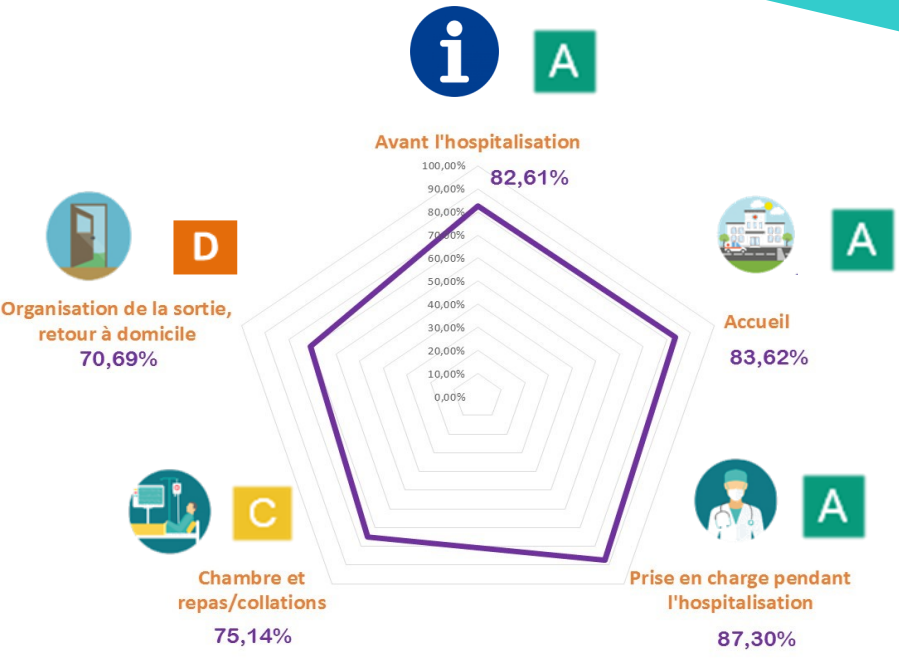 i
A
Avant l'hospitalisation
82,61%
100,00%
90,00%
80,00%
70,00%
60,00%
50,00%
40,00%
30,00%
20,00%
10,00%
0,00%
A
Accueil
83,62%
A
Prise en charge pendant
l'hospitalisation
87,30%
C
Chambre et
repas/collations
75,14%
D
Organisation de la sortie,
retour à domicile
70,69%